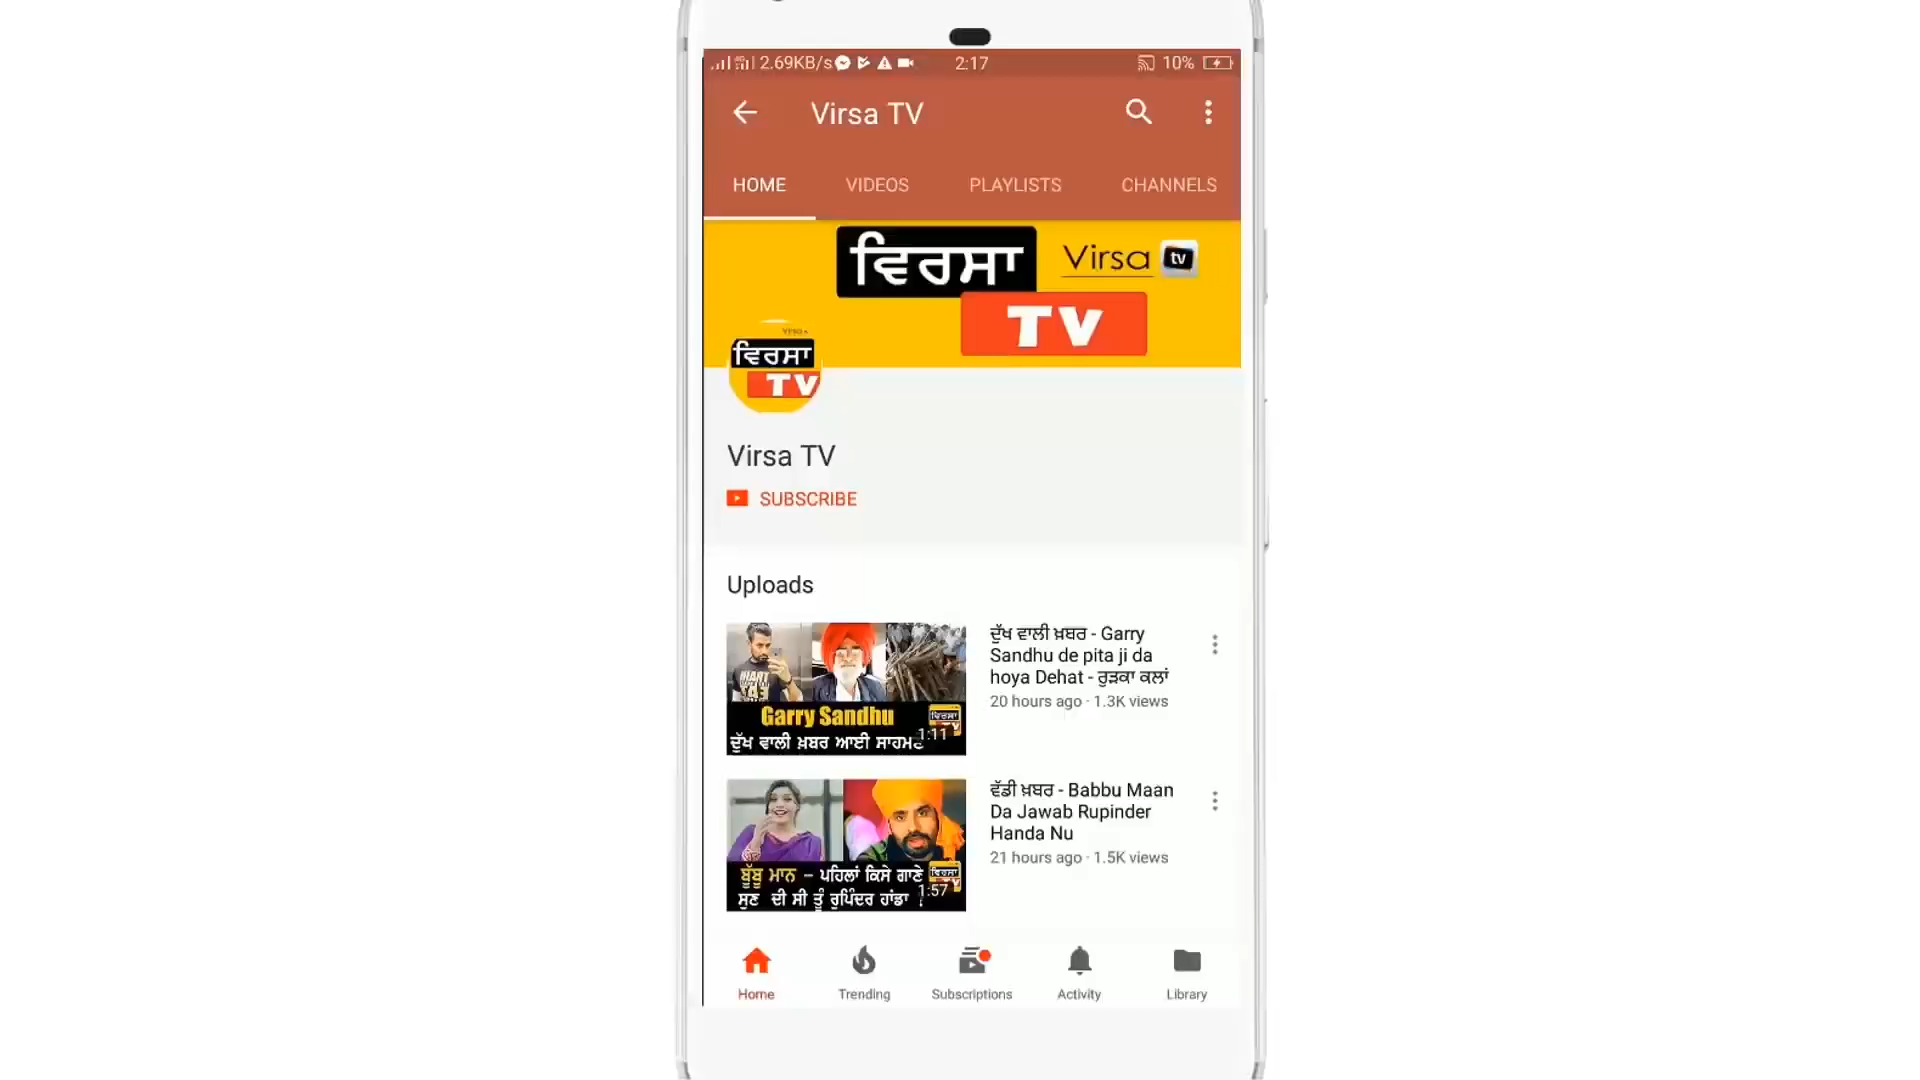 2.69KB/s
2:17
10%
Virsa TV
HOME
VIDEOS
PLAYLISTS
CHANNELS
ਵਿਰਸਾ
Virsa tv
TV
ਵਿਰਸਾ
TV
Virsa TV
SUBSCRIBE
Uploads
Garry Sandhu
ਦੁੱਖ ਵਾਲੀ ਖ਼ਬਰ ਆਈ ਸਾਹਮਣੇ
1:11
ਦੁੱਖ ਵਾਲੀ ਖ਼ਬਰ - Garry
Sandhu de pita ji da
hoya Dehat - ਰੁੜਕਾ ਕਲਾਂ
20 hours ago · 1.3K views
ਬੂੱਬੂ ਮਾਨ – ਪਹਿਲਾਂ ਕਿਸੇ ਗਾਣੇ
ਸੁਣ ਦੀ ਸੀ ਤੂੰ ਰੁਪਿੰਦਰ ਹਾਂਡਾ ?
1:57
ਵੱਡੀ ਖ਼ਬਰ - Babbu Maan
Da Jawab Rupinder
Handa Nu
21 hours ago · 1.5K views
Home
Trending
Subscriptions
Activity
Library